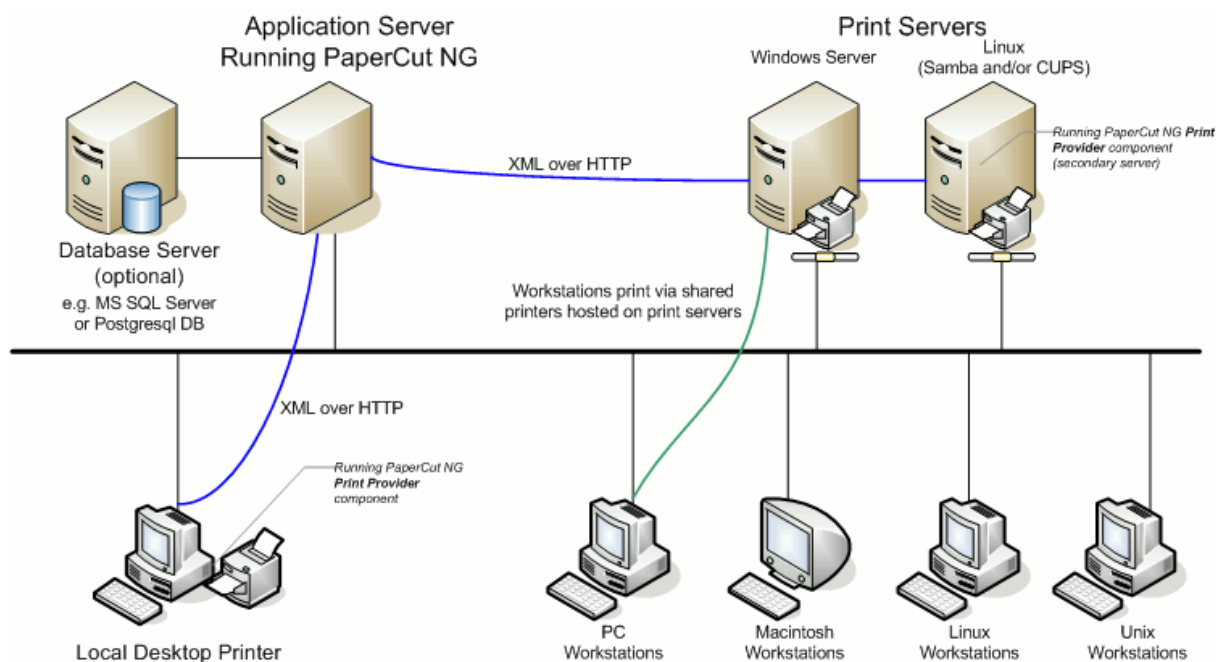 Application Server
Running PaperCut NG
Print Servers
Windows Server
Linux
(Samba and/or CUPS)
Running PaperCut NG Print
Provider component
(secondary server)
XML over HTTP
Database Server
(optional)
e.g. MS SQL Server
or Postgresql DB
Workstations print via shared
printers hosted on print servers
XML over HTTP
Running PaperCut NG
Print Provider
component
Local Desktop Printer
PC
Workstations
Macintosh
Workstations
Linux
Workstations
Unix
Workstations